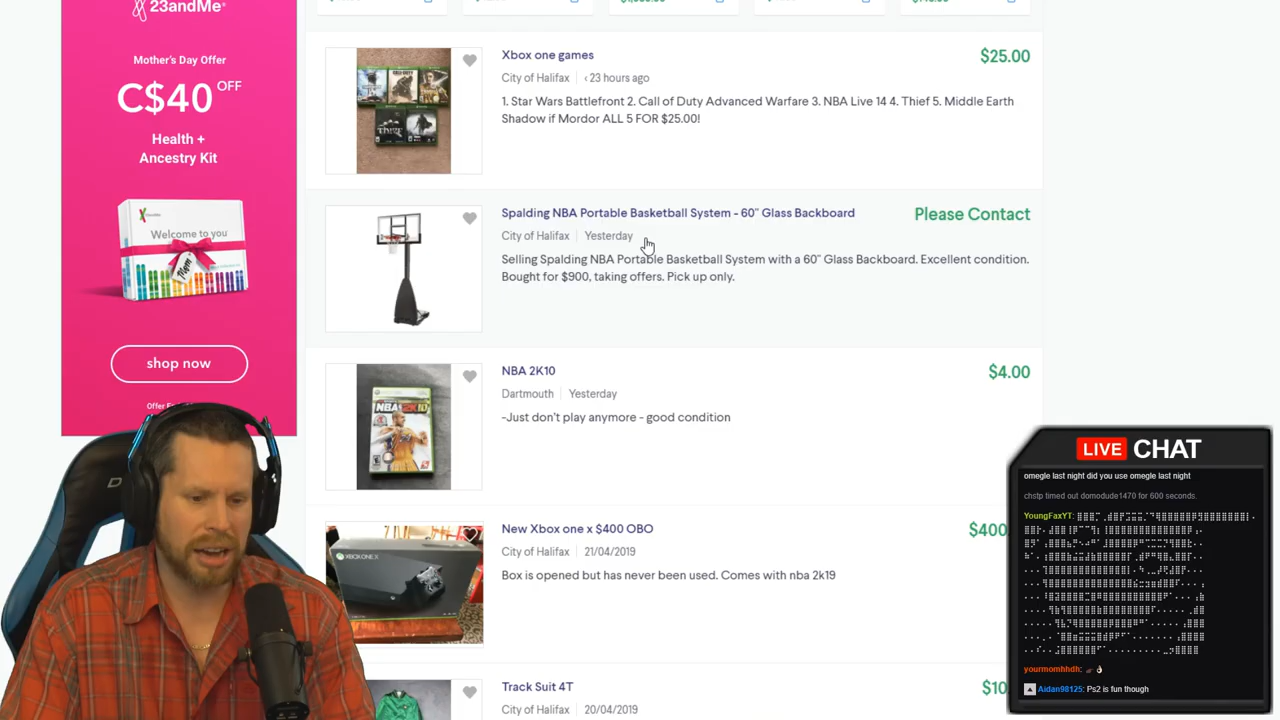 23andMe®
Mother's Day Offer
C$40 OFF
Health +
Ancestry Kit
Welcome to you
Mom
shop now
Xbox one games
$25.00
City of Halifax | < 23 hours ago
1. Star Wars Battlefront 2. Call of Duty Advanced Warfare 3. NBA Live 14 4. Thief 5. Middle Earth
Shadow if Mordor ALL 5 FOR $25.00!
THIEF
Spalding NBA Portable Basketball System - 60" Glass Backboard
Please Contact
City of Halifax | Yesterday
Selling Spalding NBA Portable Basketball System with a 60" Glass Backboard. Excellent condition.
Bought for $900, taking offers. Pick up only.
NBA 2K10
$4.00
Dartmouth | Yesterday
-Just don't play anymore - good condition
NBA 2K10
New Xbox one x $400 OBO
$400
City of Halifax | 21/04/2019
Box is opened but has never been used. Comes with nba 2k19
XBOX ONE X
Track Suit 4T
$10
City of Halifax | 20/04/2019
LIVE CHAT
omegle last night did you use omegle last night
chstp timed out domodude1470 for 600 seconds.
YoungFaxYT:
yourmomhhdh:
Aidan98125: Ps2 is fun though